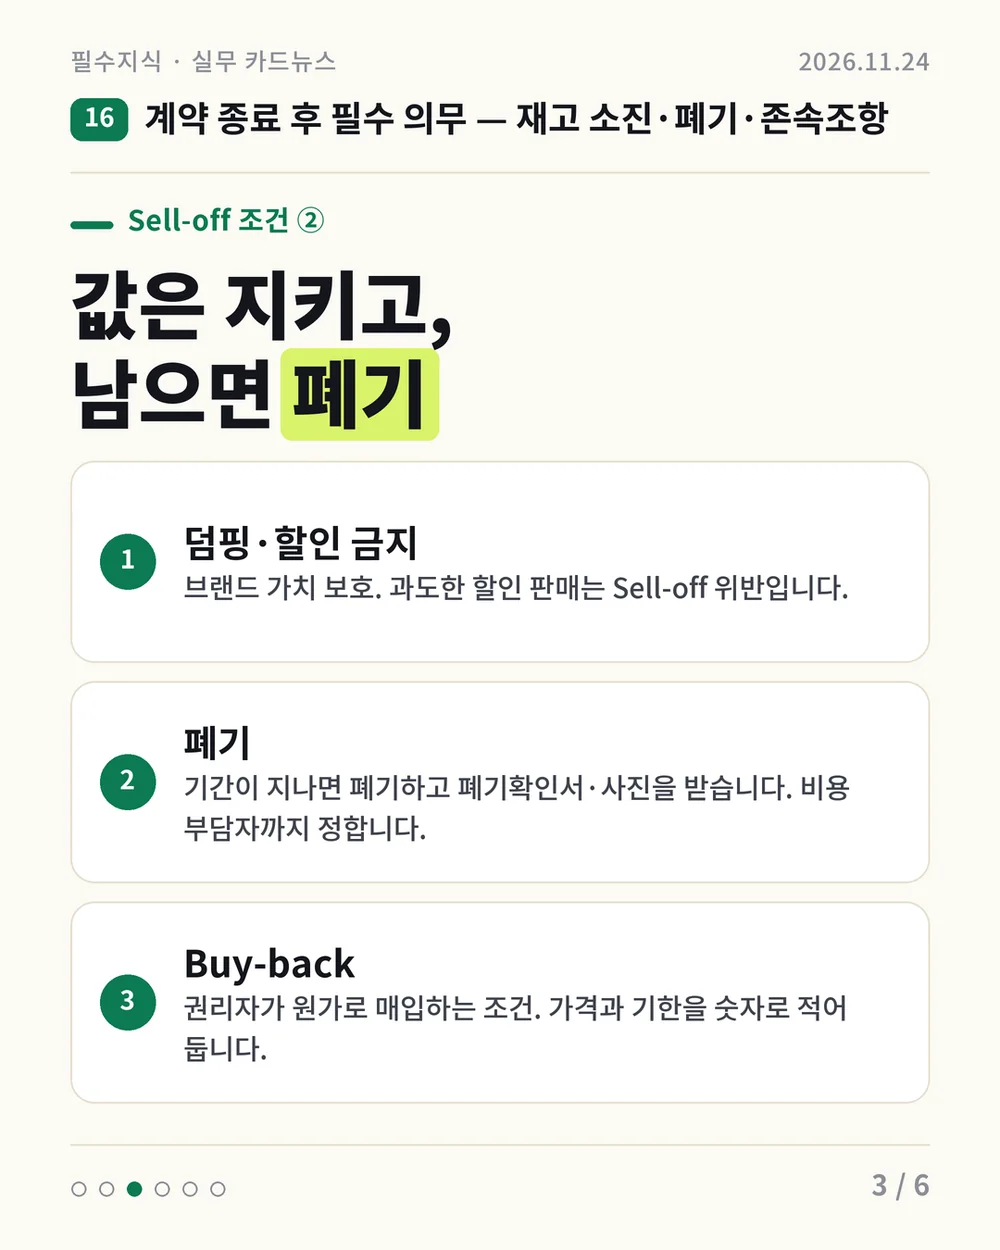 필수지식 · 실무 카드뉴스
2026.11.24
16 계약 종료 후 필수 의무 — 재고 소진·폐기·존속조항
Sell-off 조건 ②
값은 지키고,
남으면 폐기
1
덤핑·할인 금지
브랜드 가치 보호. 과도한 할인 판매는 Sell-off 위반입니다.
2
폐기
기간이 지나면 폐기하고 폐기확인서·사진을 받습니다. 비용
부담자까지 정합니다.
3
Buy-back
권리자가 원가로 매입하는 조건. 가격과 기한을 숫자로 적어
둡니다.
3 / 6